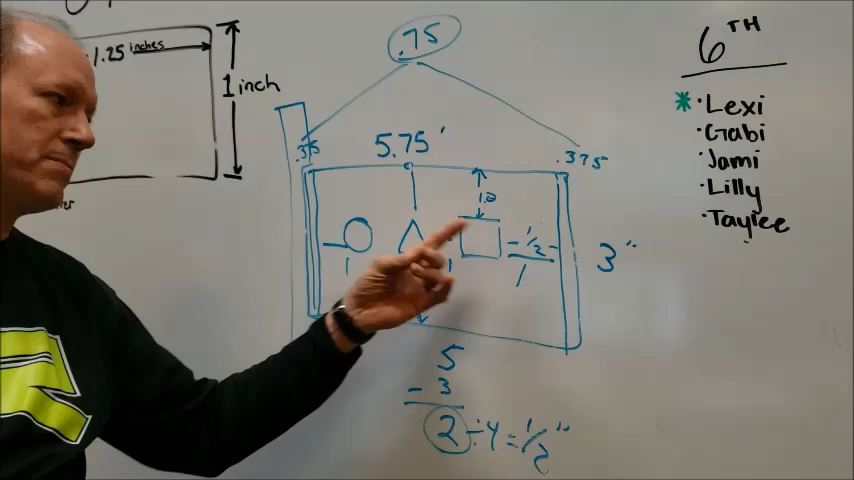 1.25 inches
1 inch
.75
5.75'
.375
.375
1.0
1
1
1/2
1
3"
5
- 3
2 ÷ 4 = 1/2"
6TH
* · Lexi
· Gabi
· Jami
· Lilly
· Taylee